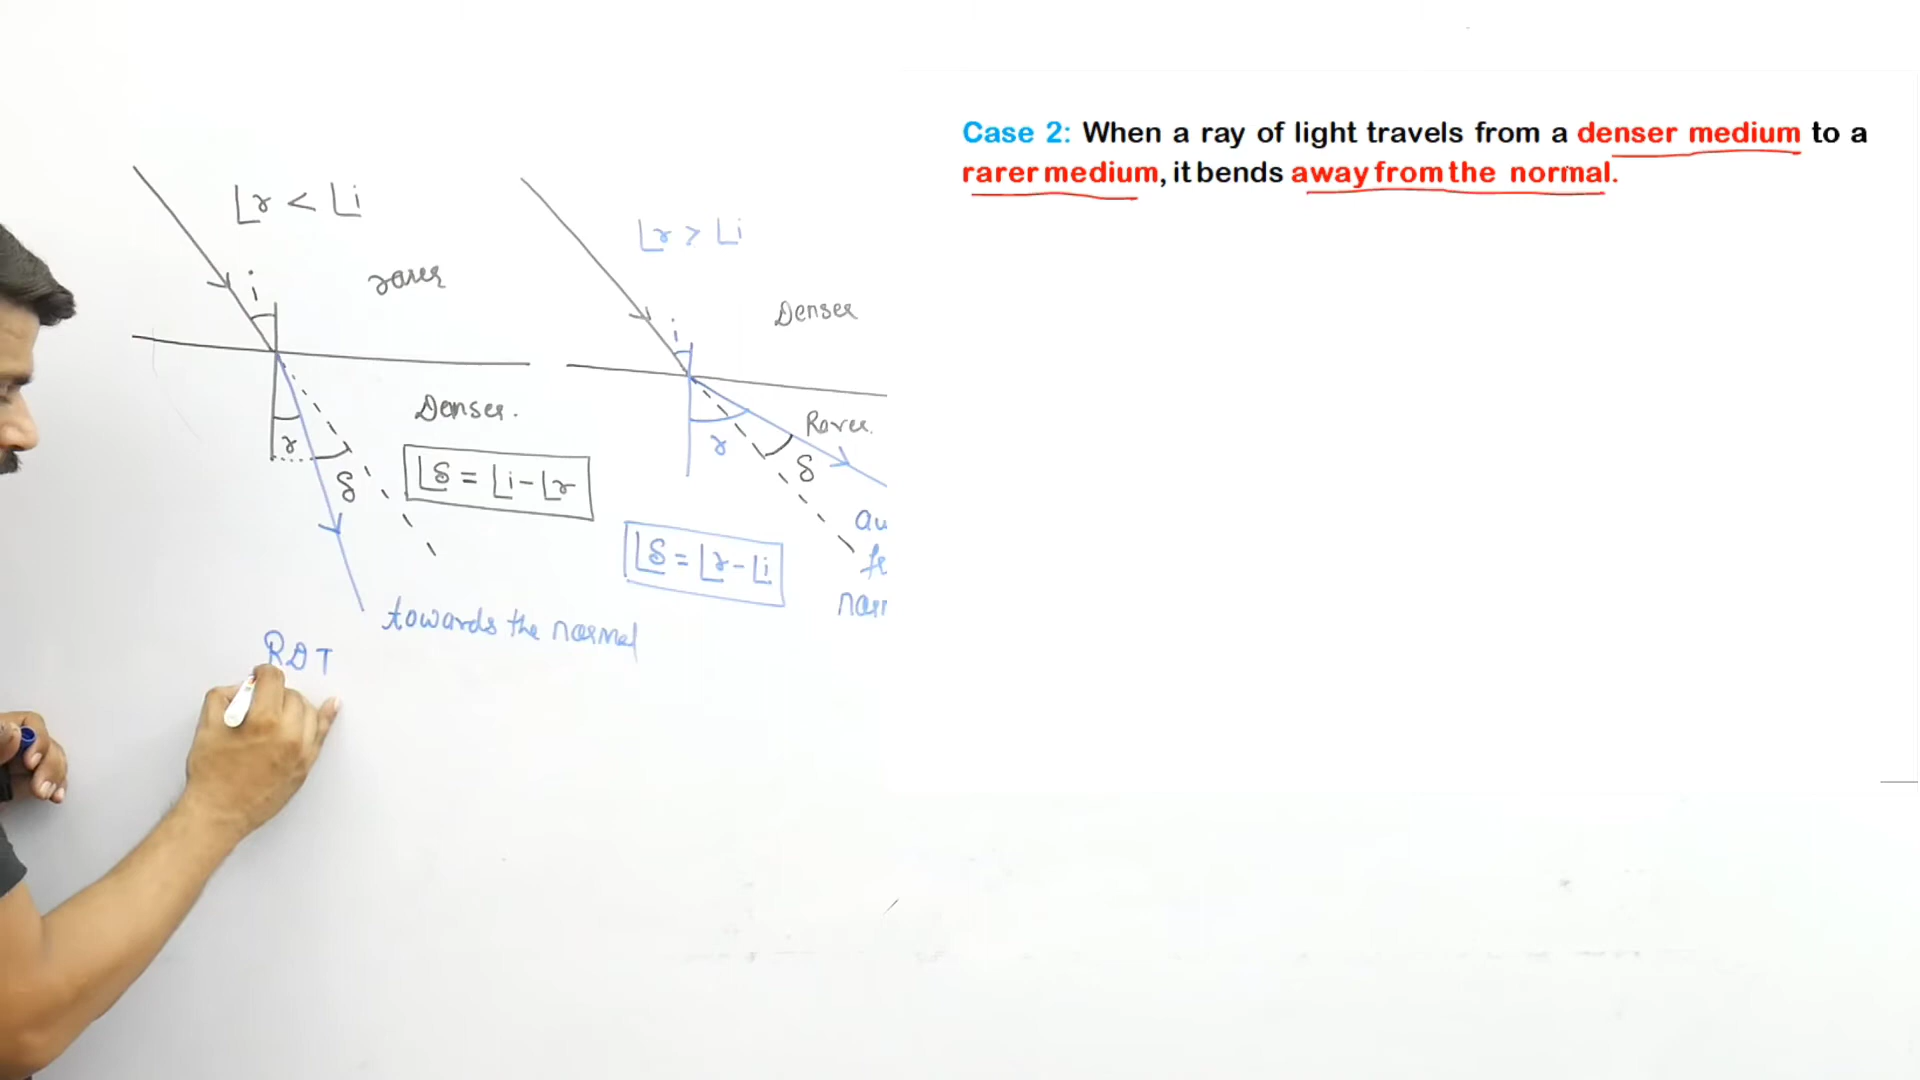 ∠r < ∠i
i
rarer
Denser.
r
δ
∠δ = ∠i - ∠r
towards the normal
RDT
∠r > ∠i
i
Denser
Rarer.
r
δ
∠δ = ∠r - ∠i
Case 2: When a ray of light travels from a denser medium to a
rarer medium, it bends away from the normal.